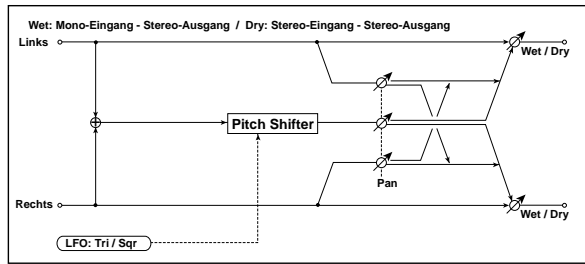 Wet: Mono-Eingang - Stereo-Ausgang / Dry: Stereo-Eingang - Stereo-Ausgang
Links
Wet / Dry
Pitch Shifter
Pan
Rechts
Wet / Dry
LFO: Tri / Sqr